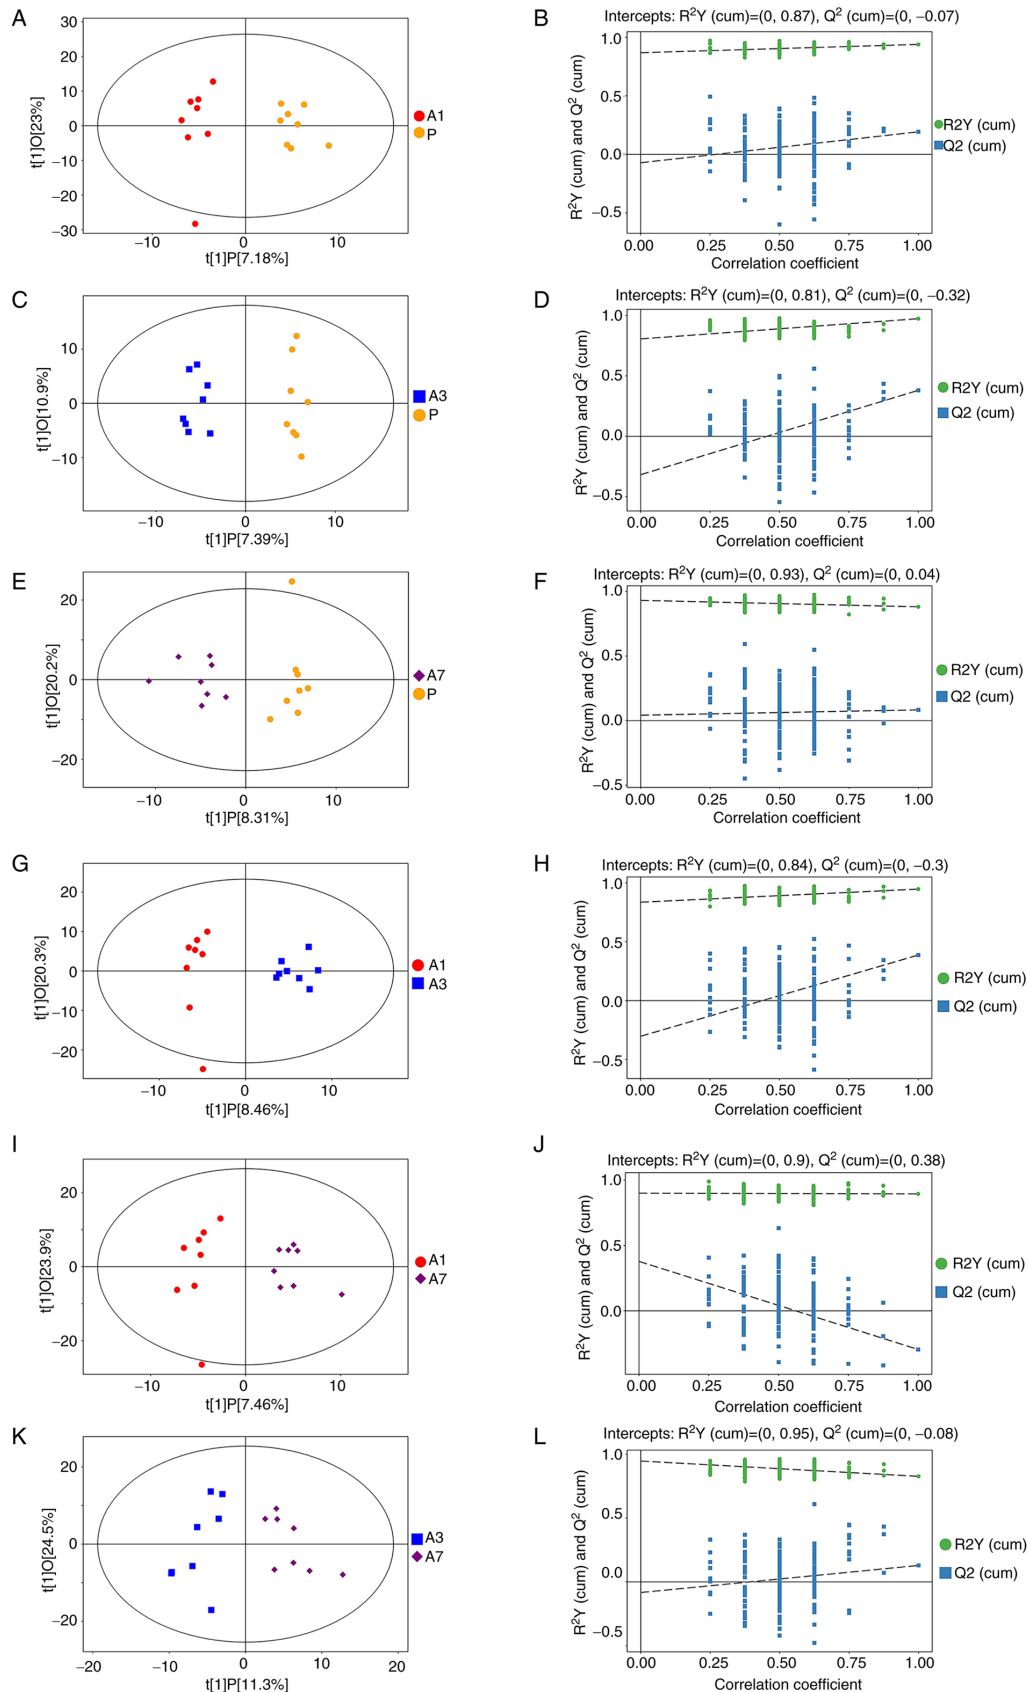 A
30
20
10
0
−10
−20
−30
−10
0
10
t[1]O[23%]
t[1]P[7.18%]
A1
P
B
Intercepts: R²Y (cum)=(0, 0.87), Q² (cum)=(0, −0.07)
1.0
0.5
0.0
−0.5
0.00 0.25 0.50 0.75 1.00
R²Y (cum) and Q² (cum)
Correlation coefficient
R2Y (cum)
Q2 (cum)
C
10
0
−10
−10
0
10
t[1]O[10.9%]
t[1]P[7.39%]
A3
P
D
Intercepts: R²Y (cum)=(0, 0.81), Q² (cum)=(0, −0.32)
1.0
0.5
0.0
−0.5
0.00 0.25 0.50 0.75 1.00
R²Y (cum) and Q² (cum)
Correlation coefficient
R2Y (cum)
Q2 (cum)
E
20
0
−20
−10
0
10
t[1]O[20.2%]
t[1]P[8.31%]
A7
P
F
Intercepts: R²Y (cum)=(0, 0.93), Q² (cum)=(0, 0.04)
1.0
0.5
0.0
−0.5
0.00 0.25 0.50 0.75 1.00
R²Y (cum) and Q² (cum)
Correlation coefficient
R2Y (cum)
Q2 (cum)
G
20
10
0
−10
−20
−10
0
10
t[1]O[20.3%]
t[1]P[8.46%]
A1
A3
H
Intercepts: R²Y (cum)=(0, 0.84), Q² (cum)=(0, −0.3)
1.0
0.5
0.0
−0.5
0.00 0.25 0.50 0.75 1.00
R²Y (cum) and Q² (cum)
Correlation coefficient
R2Y (cum)
Q2 (cum)
I
20
0
−20
−10
0
10
t[1]O[23.9%]
t[1]P[7.46%]
A1
A7
J
Intercepts: R²Y (cum)=(0, 0.9), Q² (cum)=(0, 0.38)
1.0
0.5
0.0
0.00 0.25 0.50 0.75 1.00
R²Y (cum) and Q² (cum)
Correlation coefficient
R2Y (cum)
Q2 (cum)
K
20
0
−20
−20 −10 0 10 20
t[1]O[24.5%]
t[1]P[11.3%]
A3
A7
L
Intercepts: R²Y (cum)=(0, 0.95), Q² (cum)=(0, −0.08)
1.0
0.5
0.0
−0.5
0.00 0.25 0.50 0.75 1.00
R²Y (cum) and Q² (cum)
Correlation coefficient
R2Y (cum)
Q2 (cum)